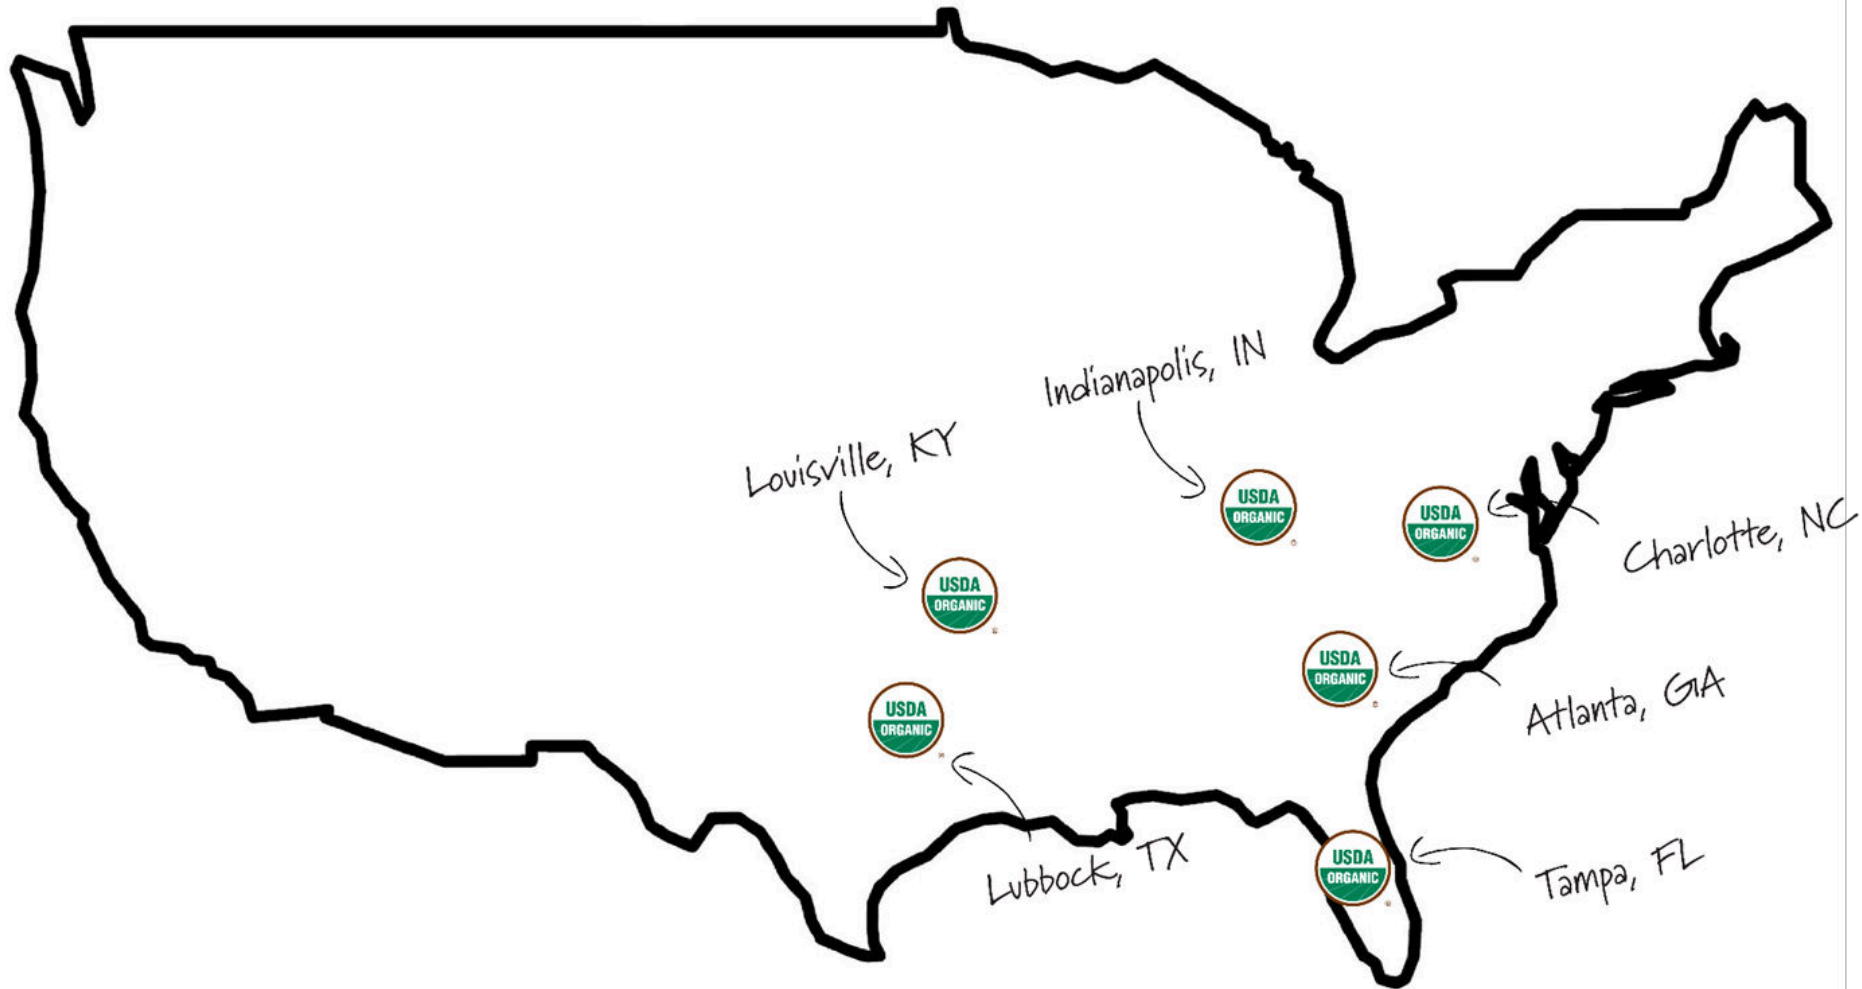 Indianapolis, IN
Louisville, KY
USDA
ORGANIC
USDA
ORGANIC
Charlotte, NC
USDA
ORGANIC
USDA
ORGANIC
Atlanta, GA
USDA
ORGANIC
Lubbock, TX
USDA
ORGANIC
Tampa, FL